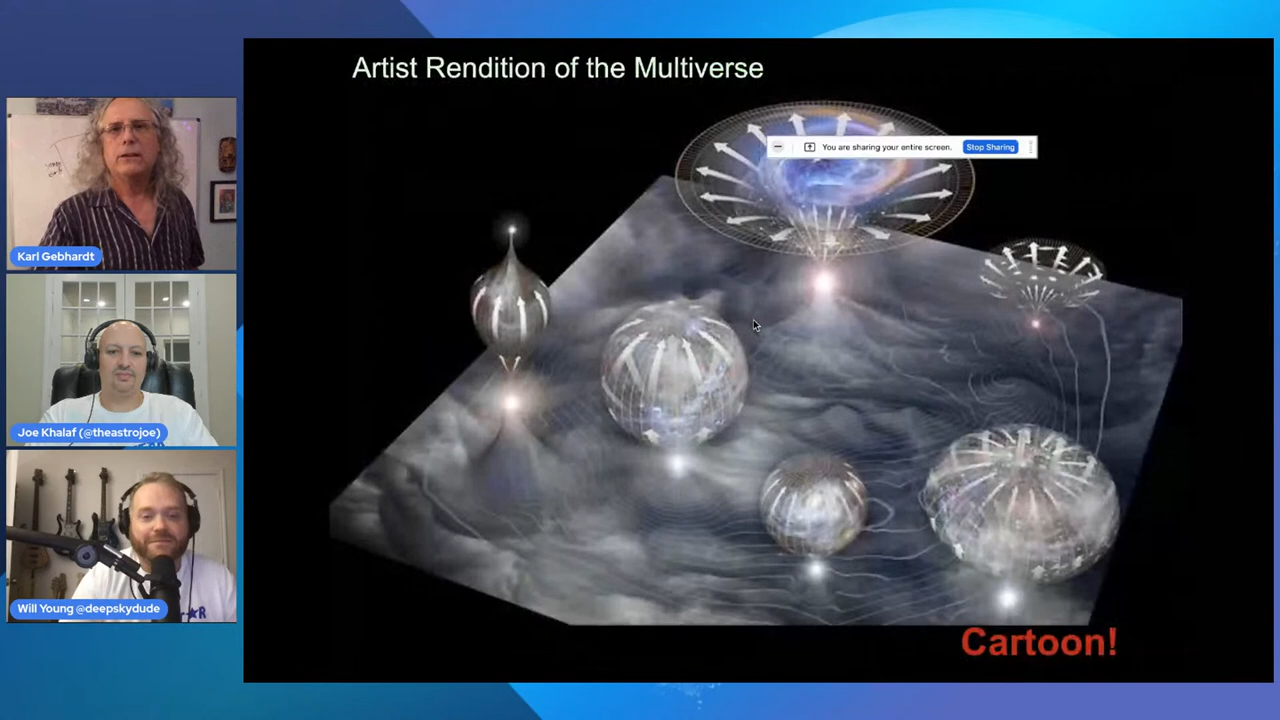 Artist Rendition of the Multiverse
You are sharing your entire screen. Stop Sharing
Karl Gebhardt
Joe Khalaf (@theastrojoe)
Will Young @deepskydude
Cartoon!